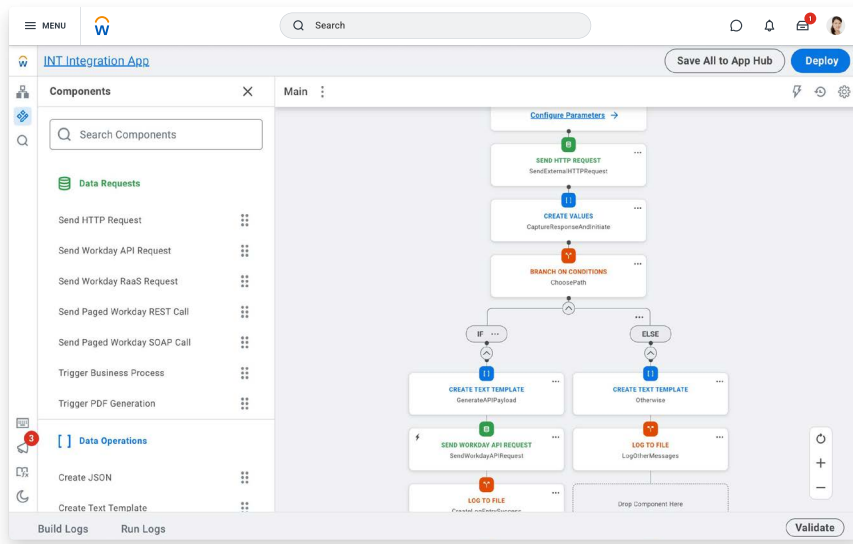 MENU
Search
1
INT Integration App
Save All to App Hub
Deploy
Components
Main
Search Components
Data Requests
Send HTTP Request
Send Workday API Request
Send Workday RaaS Request
Send Paged Workday REST Call
Send Paged Workday SOAP Call
Trigger Business Process
Trigger PDF Generation
3
[ ] Data Operations
Create JSON
Create Text Template
Configure Parameters →
SEND HTTP REQUEST
SendExternalHTTPRequest
CREATE VALUES
CaptureResponseAndInitiate
BRANCH ON CONDITIONS
ChoosePath
IF
ELSE
CREATE TEXT TEMPLATE
GenerateAPIPayload
CREATE TEXT TEMPLATE
Otherwise
SEND WORKDAY API REQUEST
SendWorkdayAPIRequest
LOG TO FILE
LogOtherMessages
LOG TO FILE
CreateLogEntrySuccess
Drop Component Here
Build Logs
Run Logs
Validate